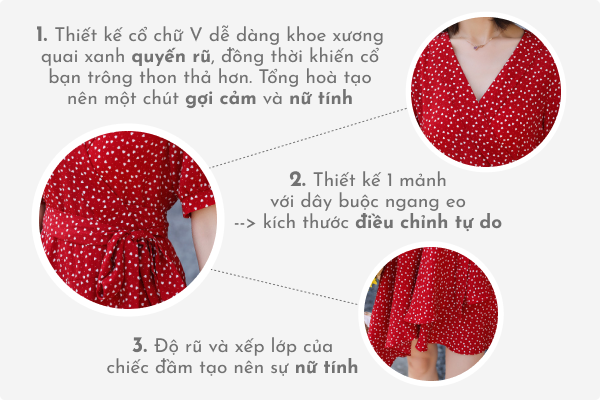 1. Thiết kế cổ chữ V dễ dàng khoe xương
quai xanh quyến rũ, đồng thời khiến cổ
bạn trông thon thả hơn. Tổng hoà tạo
nên một chút gợi cảm và nữ tính
2. Thiết kế 1 mảnh
với dây buộc ngang eo
--> kích thước điều chỉnh tự do
3. Độ rũ và xếp lớp của
chiếc đầm tạo nên sự nữ tính